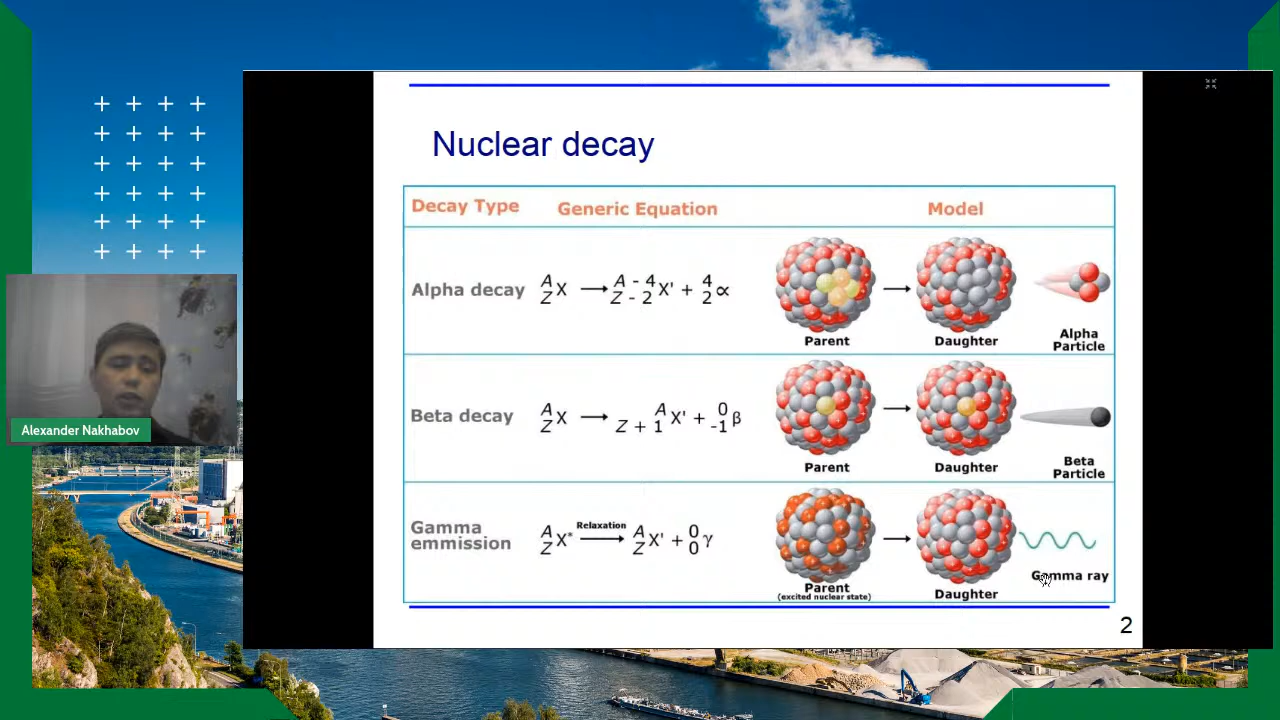 Nuclear decay
Decay Type Generic Equation Model
Alpha decay
A
Z X → A - 4
Z - 2 X' + 4
2 ∝
Parent
Daughter
Alpha
Particle
Beta decay
A
Z X → A
Z + 1 X' + 0
-1 β
Parent
Daughter
Beta
Particle
Gamma
emmission
A
Z X* Relaxation → A
Z X' + 0
0 γ
Parent
(excited nuclear state)
Daughter
Gamma ray
2
Alexander Nakhabov